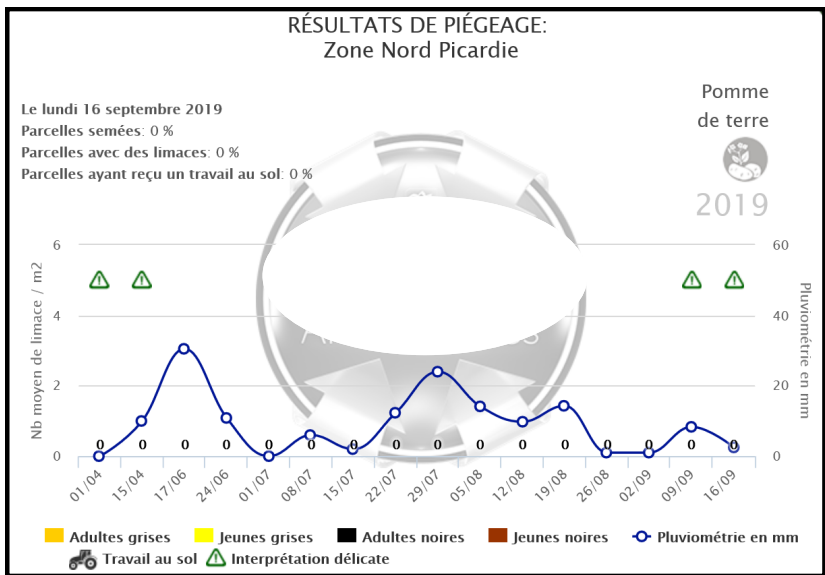 RÉSULTATS DE PIÉGEAGE:
Zone Nord Picardie
Le lundi 16 septembre 2019
Parcelles semées: 0 %
Parcelles avec des limaces: 0 %
Parcelles ayant reçu un travail au sol: 0 %
Pomme
de terre
2019
Nb moyen de limace / m2
6
4
2
0
60
40
20
0
Pluviométrie en mm
0 0 0 0 0 0 0 0 0 0 0 0 0 0 0 0
01/04 15/04 17/06 24/06 01/07 08/07 15/07 22/07 29/07 05/08 12/08 19/08 26/08 02/09 09/09 16/09
Adultes grises Jeunes grises Adultes noires Jeunes noires Pluviométrie en mm
Travail au sol Interprétation délicate